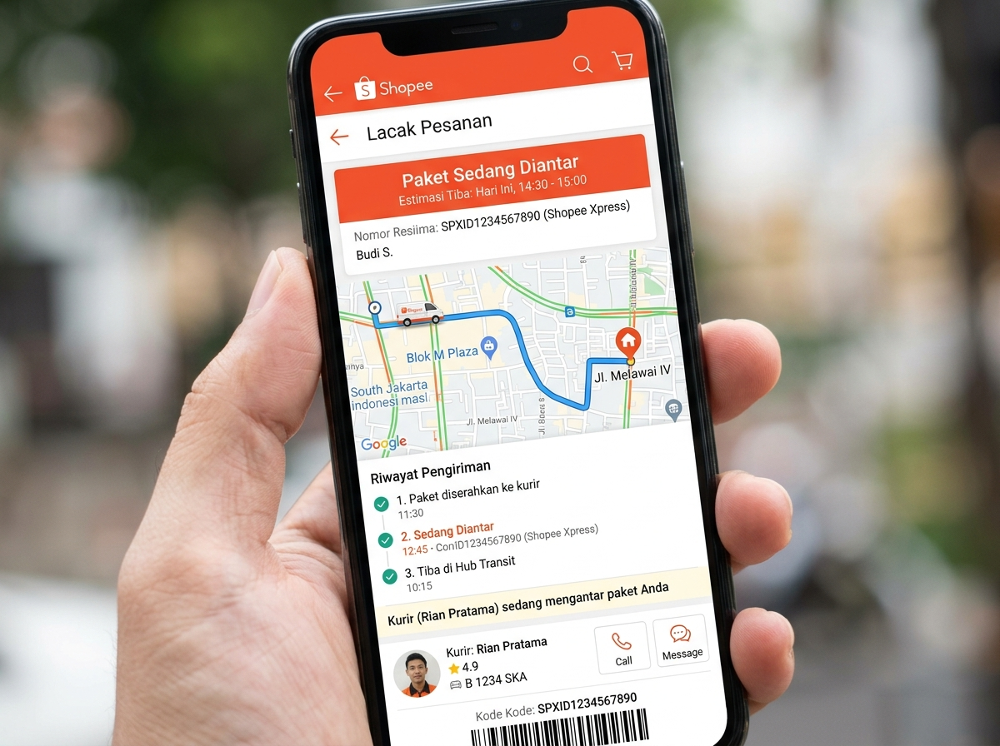 Shopee
Lacak Pesanan
Paket Sedang Diantar
Estimasi Tiba: Hari Ini, 14:30 - 15:00
Nomor Resiima: SPXID1234567890 (Shopee Xpress)
Budi S.
Blok M Plaza
South Jakarta
indonesi masl
Jl. Melawai IV
Jl. Melawai IV
Google
Riwayat Pengiriman
1. Paket diserahkan ke kurir
11:30
2. Sedang Diantar
12:45 • ConID1234567890 (Shopee Xpress)
3. Tiba di Hub Transit
10:15
Kurir (Rian Pratama) sedang mengantar paket Anda
Kurir: Rian Pratama
4.9
B 1234 SKA
Call
Message
Kode Kode: SPXID1234567890